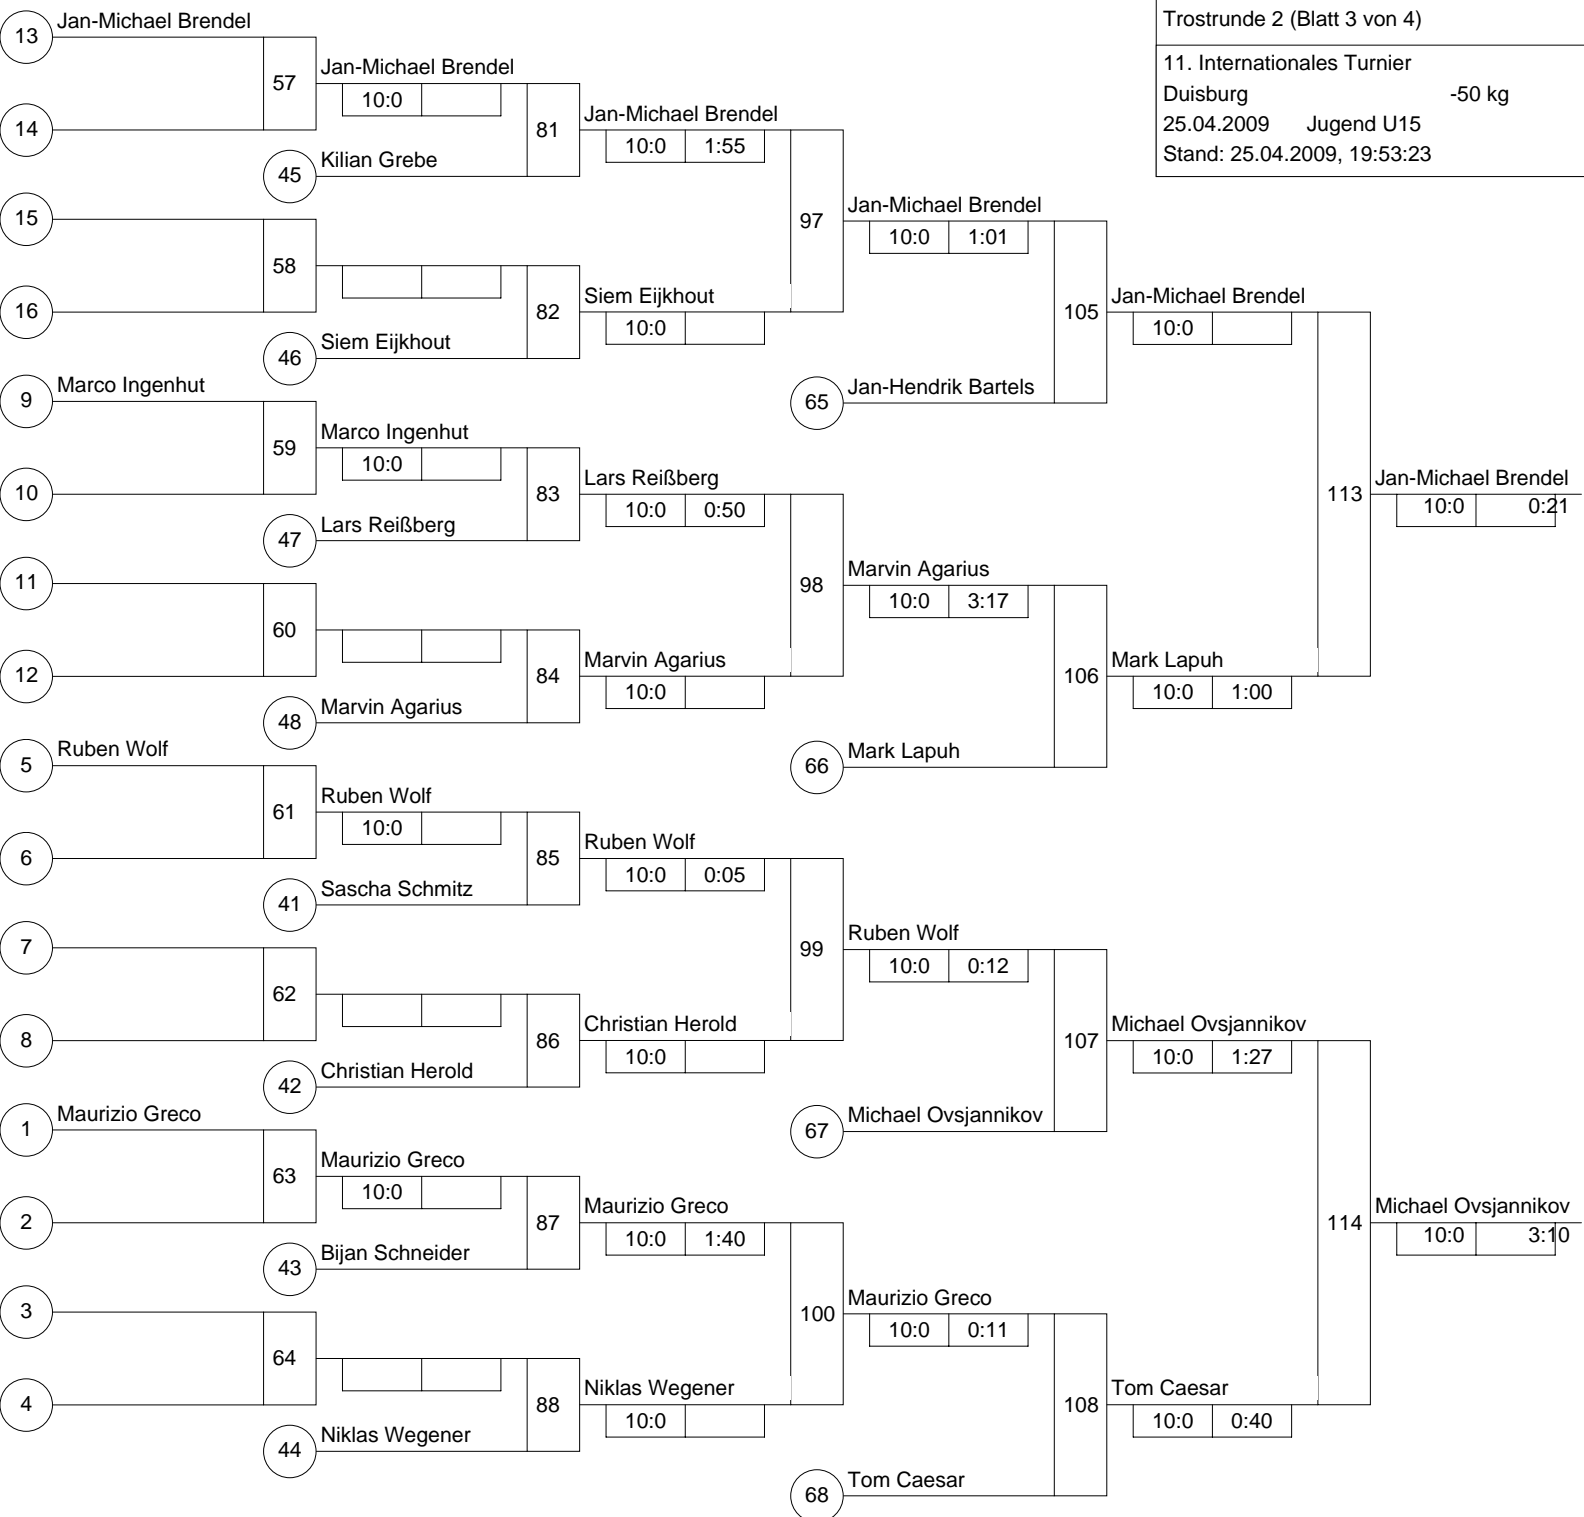 Trostrunde 2 (Blatt 3 von 4)
11. Internationales Turnier
Duisburg -50 kg
25.04.2009 Jugend U15
Stand: 25.04.2009, 19:53:23
13 Jan-Michael Brendel
57 Jan-Michael Brendel
10:0
14
81 Jan-Michael Brendel
10:0 1:55
45 Kilian Grebe
15
97 Jan-Michael Brendel
10:0 1:01
58
16
82 Siem Eijkhout
10:0
46 Siem Eijkhout
105 Jan-Michael Brendel
10:0
65 Jan-Hendrik Bartels
9 Marco Ingenhut
59 Marco Ingenhut
10:0
10
83 Lars Reißberg
10:0 0:50
47 Lars Reißberg
113 Jan-Michael Brendel
10:0 0:21
11
98 Marvin Agarius
10:0 3:17
60
12
84 Marvin Agarius
10:0
48 Marvin Agarius
106 Mark Lapuh
10:0 1:00
66 Mark Lapuh
5 Ruben Wolf
61 Ruben Wolf
10:0
6
85 Ruben Wolf
10:0 0:05
41 Sascha Schmitz
7
99 Ruben Wolf
10:0 0:12
62
8
86 Christian Herold
10:0
42 Christian Herold
107 Michael Ovsjannikov
10:0 1:27
67 Michael Ovsjannikov
1 Maurizio Greco
63 Maurizio Greco
10:0
2
87 Maurizio Greco
10:0 1:40
43 Bijan Schneider
114 Michael Ovsjannikov
10:0 3:10
3
100 Maurizio Greco
10:0 0:11
64
4
88 Niklas Wegener
10:0
44 Niklas Wegener
108 Tom Caesar
10:0 0:40
68 Tom Caesar